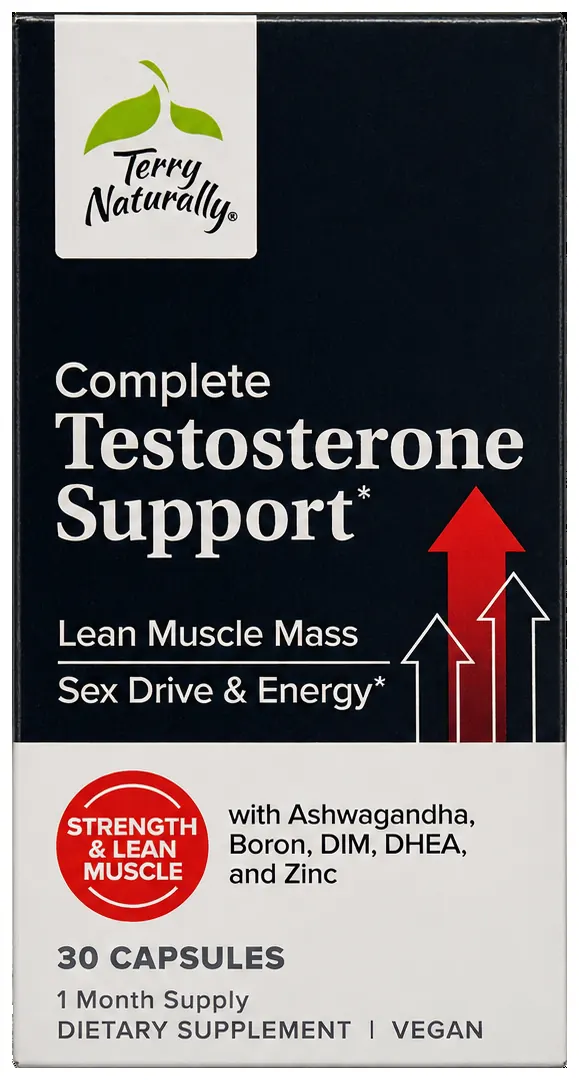 Terry
Naturally®
Complete
Testosterone
Support*
Lean Muscle Mass
Sex Drive & Energy*
STRENGTH
& LEAN
MUSCLE
with Ashwagandha,
Boron, DIM, DHEA,
and Zinc
30 CAPSULES
1 Month Supply
DIETARY SUPPLEMENT | VEGAN